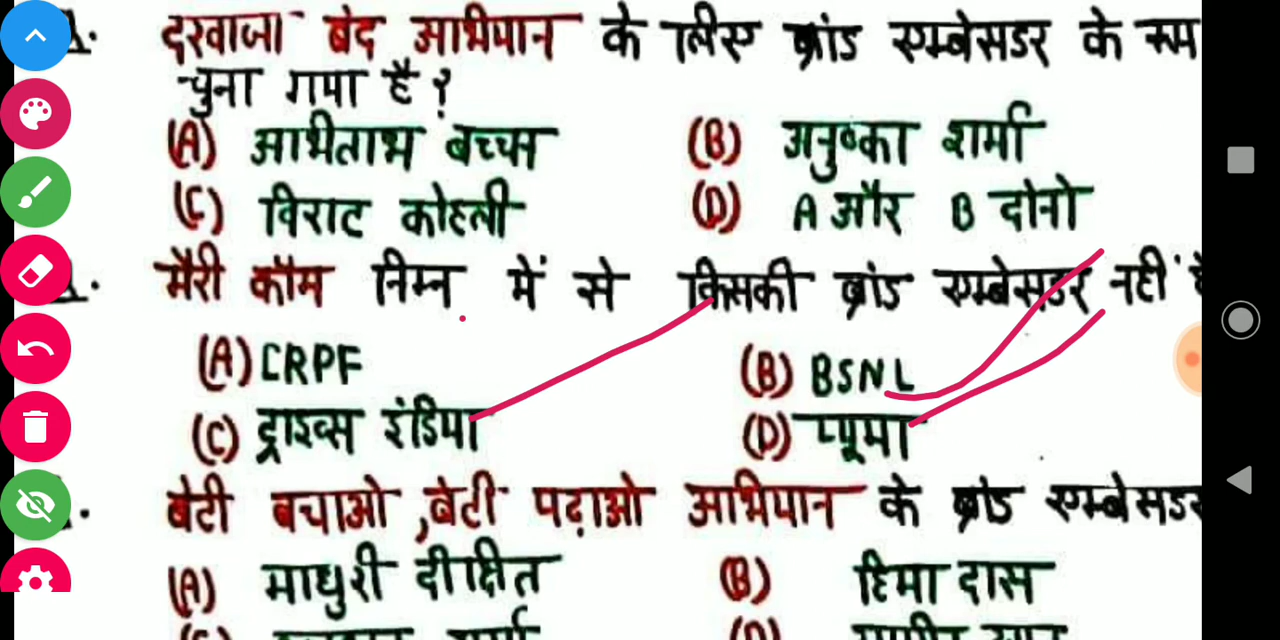 दरवाजा बंद अभियान के लिए ब्रांड एम्बेसडर के रूप
चुना गया है ?
(A) अमिताभ बच्चन (B) अनुष्का शर्मा
(C) विराट कोहली (D) A और B दोनो
मैरी कौम निम्न में से किसकी ब्रांड एम्बेसडर नहीं है
(A) CRPF (B) BSNL
(C) ट्राइब्स इंडिया (D) प्यूमा
बेटी बचाओ, बेटी पढ़ाओ अभियान के ब्रांड एम्बेसडर
(A) माधुरी दीक्षित (B) हिमा दास
(C) शर्मा (D)